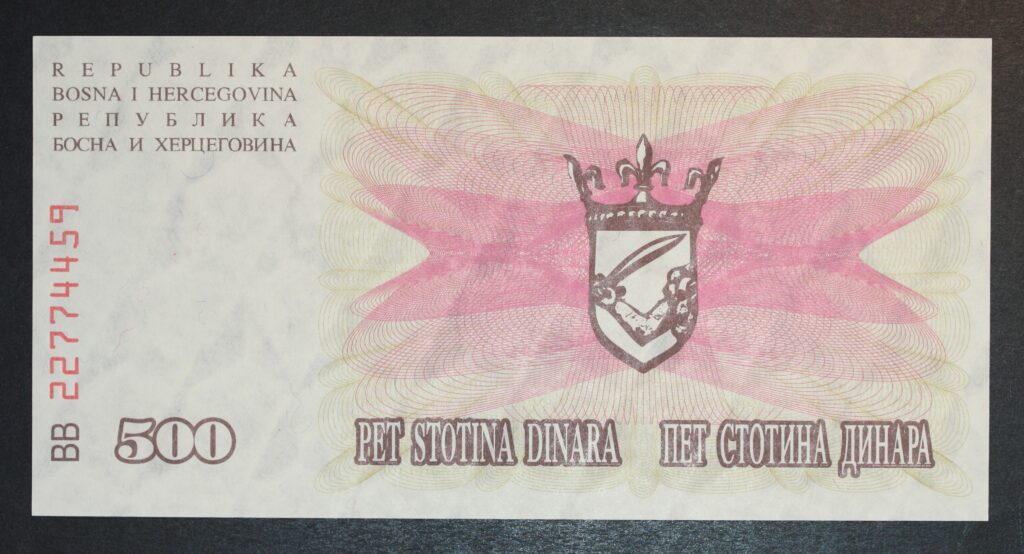 REPUBLIKA
BOSNA I HERCEGOVINA
РЕПУБЛИКА
БОСНА И ХЕРЦЕГОВИНА
BB 22774459
500
PET STOTINA DINARA ПЕТ СТОТИНА ДИНАРА